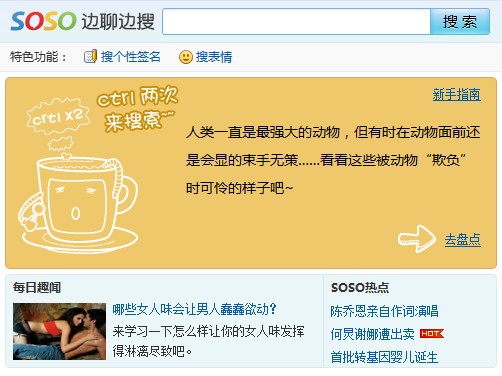 SOSO 边聊边搜 搜 索
特色功能： 搜个性签名 搜表情
ctrl 两次
来搜索~~
crtl x2
新手指南
人类一直是最强大的动物，但有时在动物面前还
是会显的束手无策......看看这些被动物“欺负”
时可怜的样子吧~
去盘点
每日趣闻
哪些女人味会让男人蠢蠢欲动?
来学习一下怎么样让你的女人味发挥
得淋漓尽致吧。
SOSO热点
陈乔恩亲自作词演唱
何炅谢娜遭出卖 HOT
首批转基因婴儿诞生